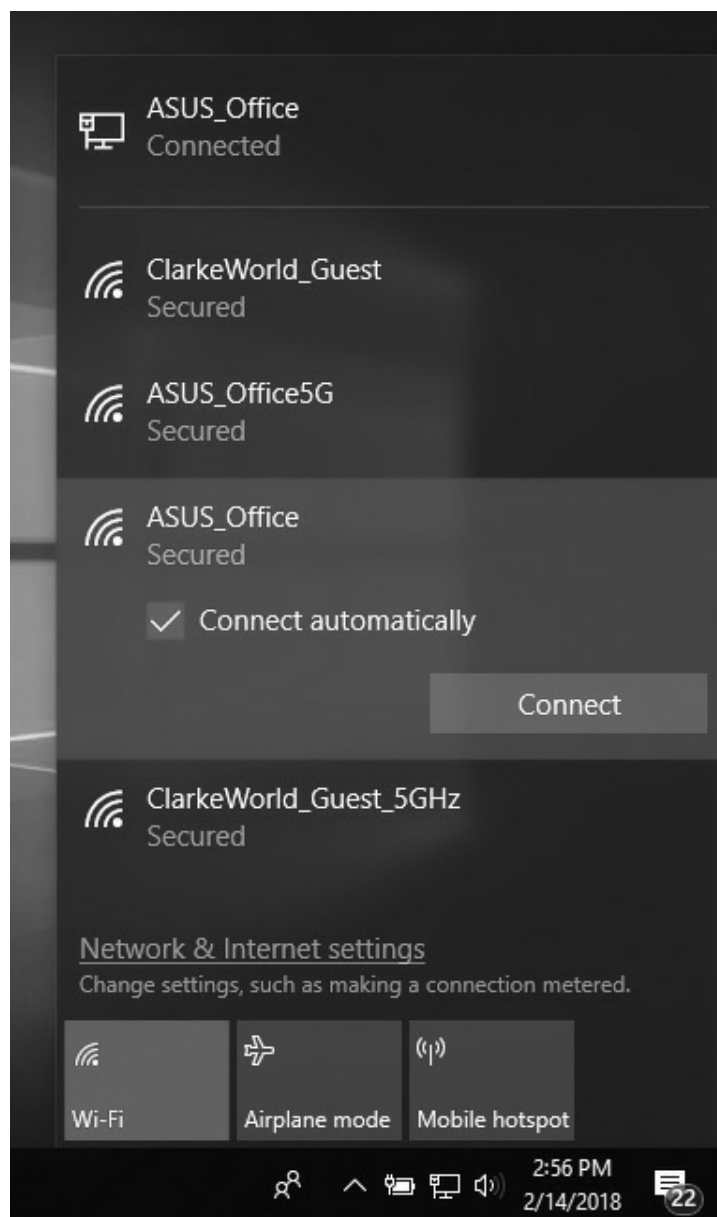 ASUS_Office
Connected
ClarkeWorld_Guest
Secured
ASUS_Office5G
Secured
ASUS_Office
Secured
Connect automatically
Connect
ClarkeWorld_Guest_5GHz
Secured
Network & Internet settings
Change settings, such as making a connection metered.
Wi-Fi
Airplane mode
Mobile hotspot
2:56 PM
2/14/2018
22